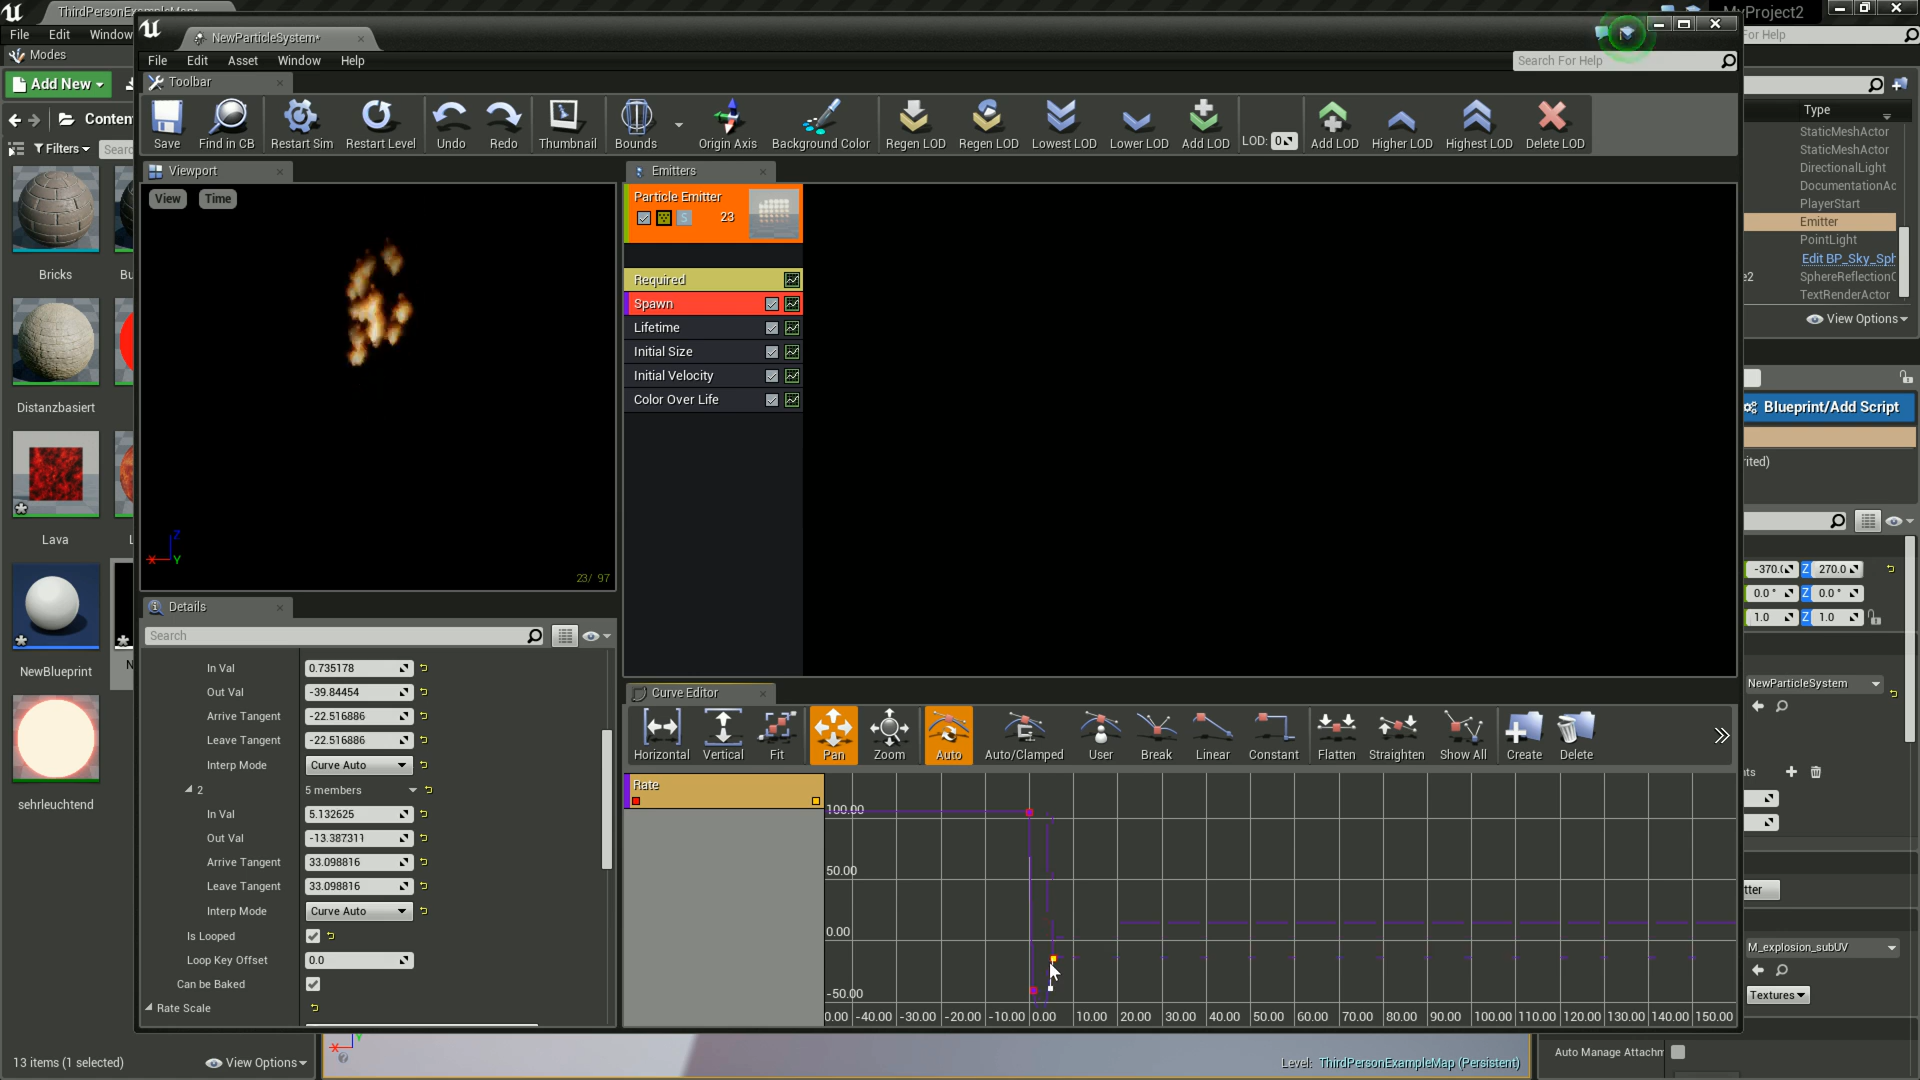 ThirdPersonExampleMap*
MyProject2
NewParticleSystem*
File Edit Window
For Help
File Edit Asset Window Help
Search For Help
Modes
Toolbar
Add New
Save Find in CB Restart Sim Restart Level Undo Redo Thumbnail Bounds Origin Axis Background Color Regen LOD Regen LOD Lowest LOD Lower LOD Add LOD LOD: 0 Add LOD Higher LOD Highest LOD Delete LOD
Type
Filters
StaticMeshActor
StaticMeshActor
DirectionalLight
DocumentationAc
PlayerStart
Emitter
PointLight
Edit BP_Sky_Sph
SphereReflectionC
TextRenderActor
View Options
Viewport
Emitters
View Time
Particle Emitter
23
Required
Spawn
Lifetime
Initial Size
Initial Velocity
Color Over Life
Z
X Y
23/ 97
Bricks
Distanzbasiert
Lava
NewBlueprint
sehrleuchtend
13 items (1 selected)
View Options
Blueprint/Add Script
rited)
-370.( Z 270.0
0.0 ° Z 0.0 °
1.0 Z 1.0
NewParticleSystem
nts
tter
M_explosion_subUV
Textures
Auto Manage Attachm
Details
Search
In Val 0.735178
Out Val -39.84454
Arrive Tangent -22.516886
Leave Tangent -22.516886
Interp Mode Curve Auto
2 5 members
In Val 5.132625
Out Val -13.387311
Arrive Tangent 33.098816
Leave Tangent 33.098816
Interp Mode Curve Auto
Is Looped
Loop Key Offset 0.0
Can be Baked
Rate Scale
Curve Editor
Horizontal Vertical Fit Pan Zoom Auto Auto/Clamped User Break Linear Constant Flatten Straighten Show All Create Delete
Rate
100.00
50.00
0.00
-50.00
0.00 -40.00 -30.00 -20.00 -10.00 0.00 10.00 20.00 30.00 40.00 50.00 60.00 70.00 80.00 90.00 100.00 110.00 120.00 130.00 140.00 150.00
Level: ThirdPersonExampleMap (Persistent)